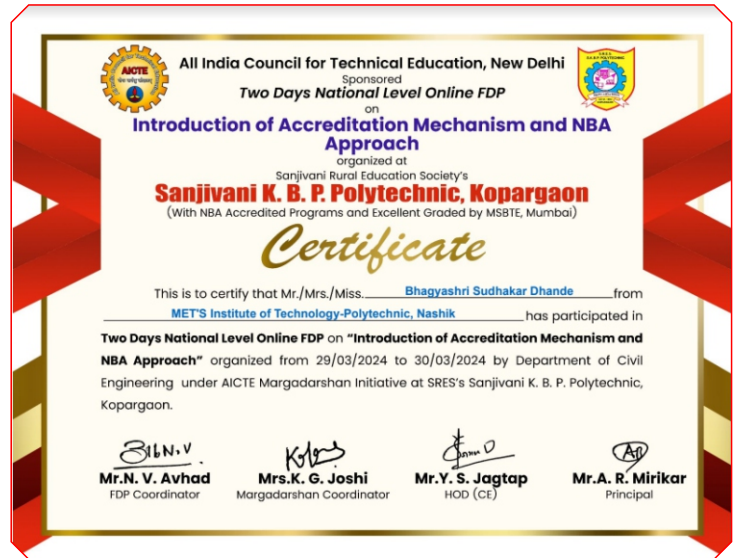 All India Council for Technical Education, New Delhi
Sponsored
Two Days National Level Online FDP
on
Introduction of Accreditation Mechanism and NBA
Approach
organized at
Sanjivani Rural Education Society's
Sanjivani K. B. P. Polytechnic, Kopargaon
(With NBA Accredited Programs and Excellent Graded by MSBTE, Mumbai)
Certificate
This is to certify that Mr./Mrs./Miss. Bhagyashri Sudhakar Dhande from
MET'S Institute of Technology-Polytechnic, Nashik has participated in
Two Days National Level Online FDP on "Introduction of Accreditation Mechanism and
NBA Approach" organized from 29/03/2024 to 30/03/2024 by Department of Civil
Engineering under AICTE Margadarshan Initiative at SRES's Sanjivani K. B. P. Polytechnic,
Kopargaon.
Mr.N. V. Avhad
FDP Coordinator
Mrs.K. G. Joshi
Margadarshan Coordinator
Mr.Y. S. Jagtap
HOD (CE)
Mr.A. R. Mirikar
Principal
AICTE